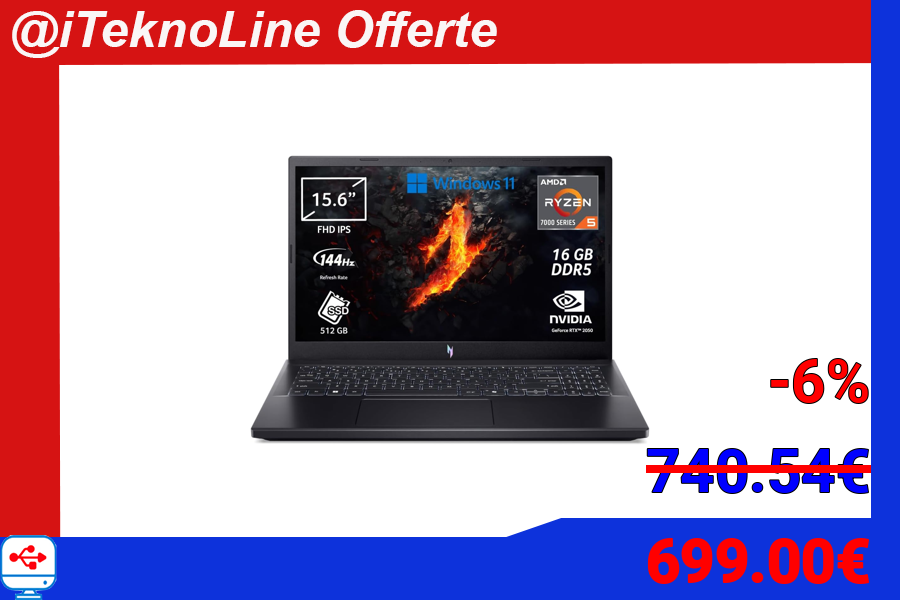 @iTeknoLine Offerte
Windows 11
15.6”
FHD IPS
144Hz
Refresh Rate
SSD
512 GB
AMD
RYZEN
7000 SERIES 5
16 GB
DDR5
NVIDIA
GeForce RTX™ 2050
-6%
740.54€
699.00€